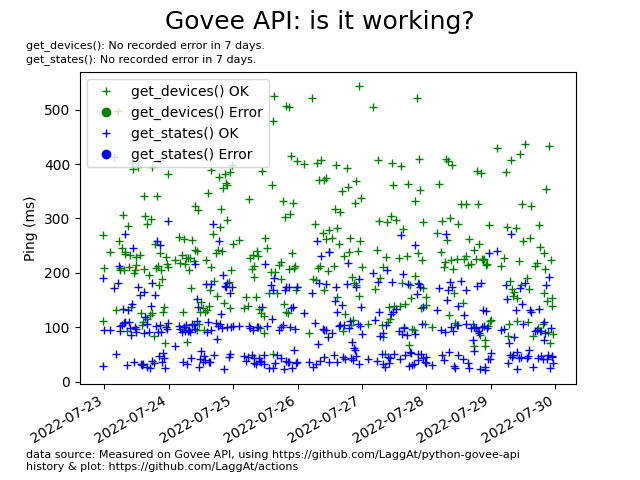 Govee API: is it working?
get_devices(): No recorded error in 7 days.
get_states(): No recorded error in 7 days.
get_devices() OK
get_devices() Error
get_states() OK
get_states() Error
Ping (ms)
500
400
300
200
100
0
2022-07-23
2022-07-24
2022-07-25
2022-07-26
2022-07-27
2022-07-28
2022-07-29
2022-07-30
data source: Measured on Govee API, using https://github.com/LaggAt/python-govee-api
history & plot: https://github.com/LaggAt/actions